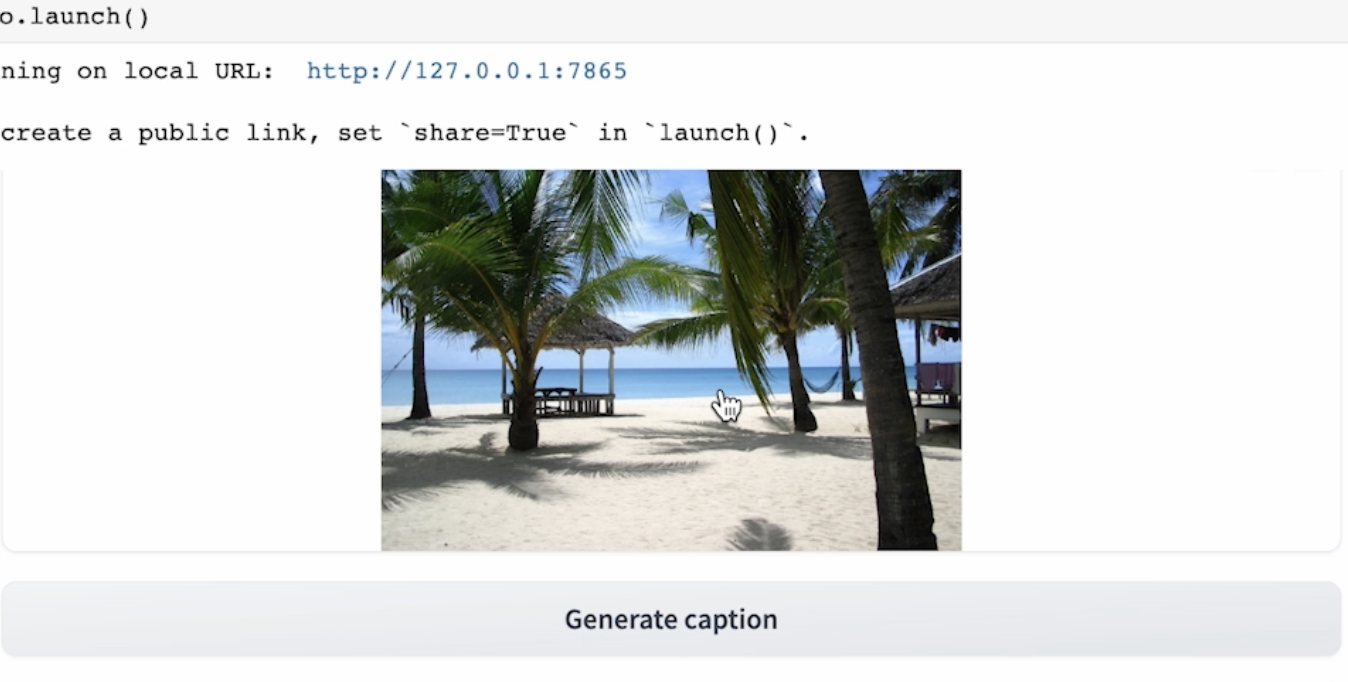 o.launch()
ning on local URL:  http://127.0.0.1:7865
create a public link, set `share=True` in `launch()`.
Generate caption